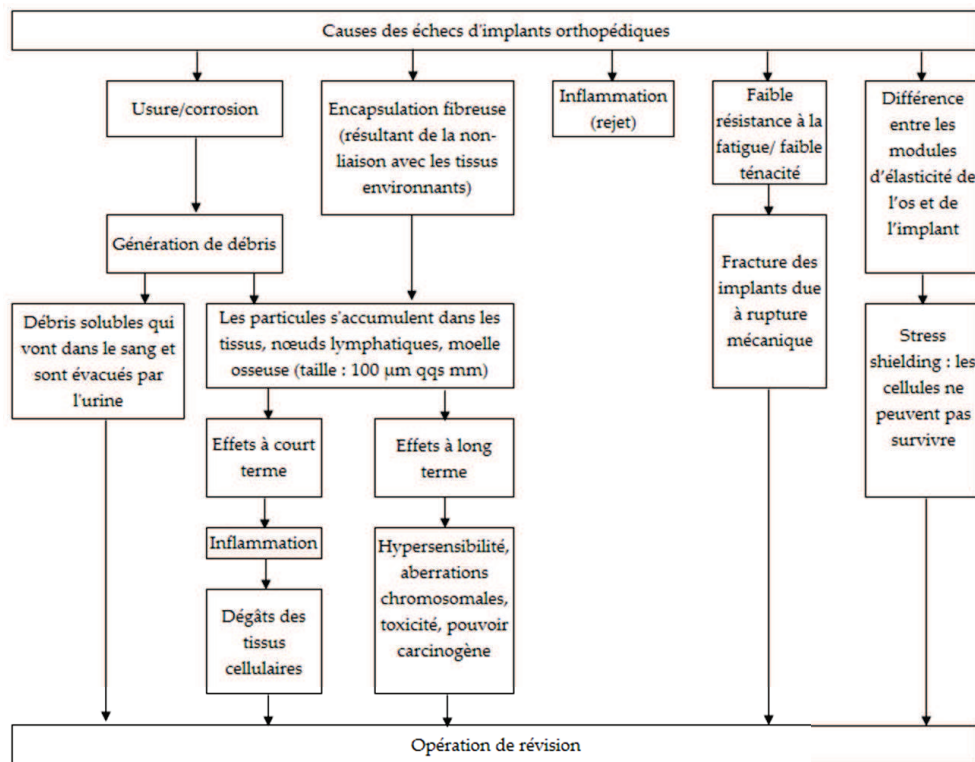 Causes des échecs d'implants orthopédiques
Usure/corrosion
Encapsulation fibreuse
(résultant de la non-
liaison avec les tissus
environnants)
Inflammation
(rejet)
Faible
résistance à la
fatigue/ faible
ténacité
Différence
entre les
modules
d'élasticité de
l'os et de
l'implant
Génération de débris
Fracture des
implants due
à rupture
mécanique
Débris solubles qui
vont dans le sang et
sont évacués par
l'urine
Les particules s'accumulent dans les
tissus, nœuds lymphatiques, moelle
osseuse (taille : 100 µm qqs mm)
Stress
shielding : les
cellules ne
peuvent pas
survivre
Effets à court
terme
Effets à long
terme
Inflammation
Hypersensibilité,
aberrations
chromosomales,
toxicité, pouvoir
carcinogène
Dégâts des
tissus
cellulaires
Opération de révision